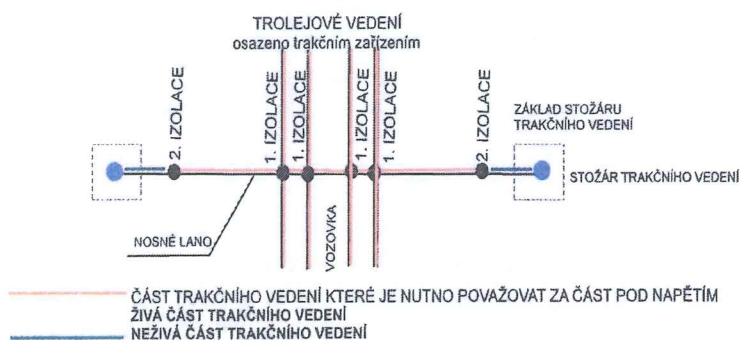 TROLEJOVÉ VEDENÍ
osazeno trakčním zařízením
2. IZOLACE
1. IZOLACE
1. IZOLACE
1. IZOLACE
1. IZOLACE
2. IZOLACE
ZÁKLAD STOŽÁRU
TRAKČNÍHO VEDENÍ
STOŽÁR TRAKČNÍHO VEDENÍ
NOSNÉ LANO
VOZOVKA
ČÁST TRAKČNÍHO VEDENÍ KTERÉ JE NUTNO POVAŽOVAT ZA ČÁST POD NAPĚTÍM
ŽIVÁ ČÁST TRAKČNÍHO VEDENÍ
NEŽIVÁ ČÁST TRAKČNÍHO VEDENÍ